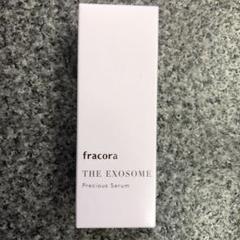 fracora
THE EXOSOME
Precious Serum